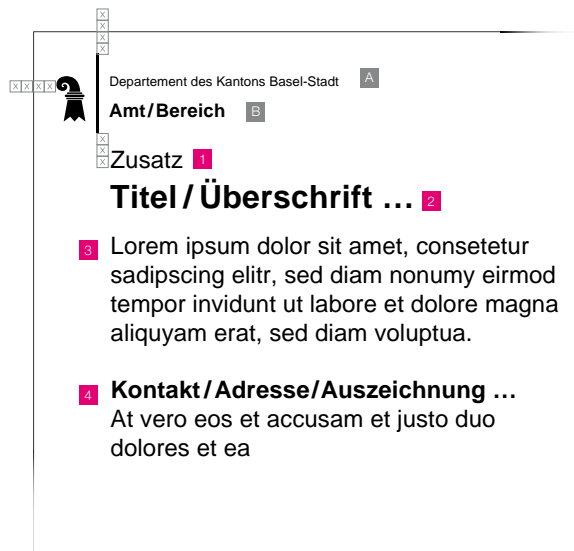 X
X
X
X
X X X X
Departement des Kantons Basel-Stadt A
Amt/Bereich B
X
X
X
Zusatz 1
Titel/Überschrift … 2
3 Lorem ipsum dolor sit amet, consetetur
sadipscing elitr, sed diam nonumy eirmod
tempor invidunt ut labore et dolore magna
aliquyam erat, sed diam voluptua.
4 Kontakt/Adresse/Auszeichnung …
At vero eos et accusam et justo duo
dolores et ea